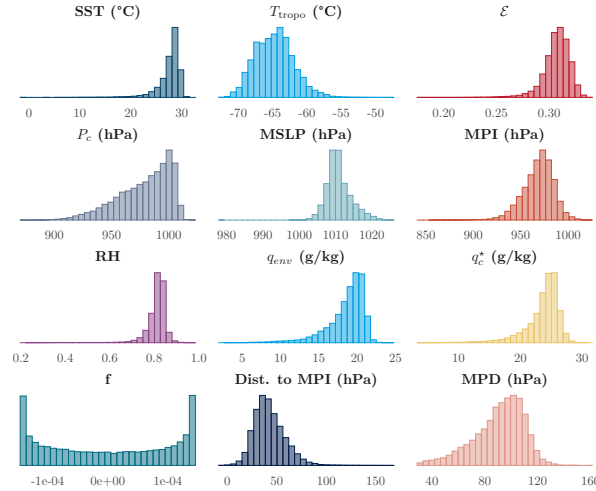 SST (°C) T_tropo (°C) ℰ
0 10 20 30 -70 -65 -60 -55 -50 0.20 0.25 0.30
P_c (hPa) MSLP (hPa) MPI (hPa)
900 950 1000 980 990 1000 1010 1020 850 900 950 1000
RH q_env (g/kg) q_c^⋆ (g/kg)
0.2 0.4 0.6 0.8 1.0 5 10 15 20 25 10 20 30
f Dist. to MPI (hPa) MPD (hPa)
-1e-04 0e+00 1e-04 0 50 100 150 40 80 120 160